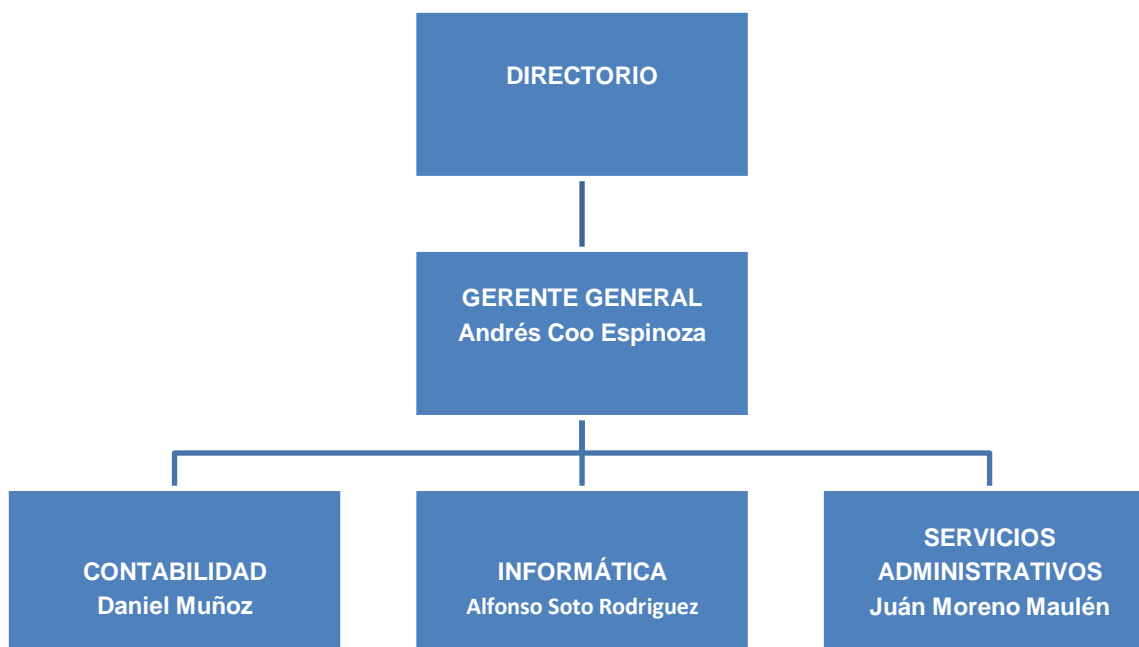 DIRECTORIO
GERENTE GENERAL
Andrés Coo Espinoza
CONTABILIDAD
Daniel Muñoz
INFORMÁTICA
Alfonso Soto Rodriguez
SERVICIOS
ADMINISTRATIVOS
Juán Moreno Maulén